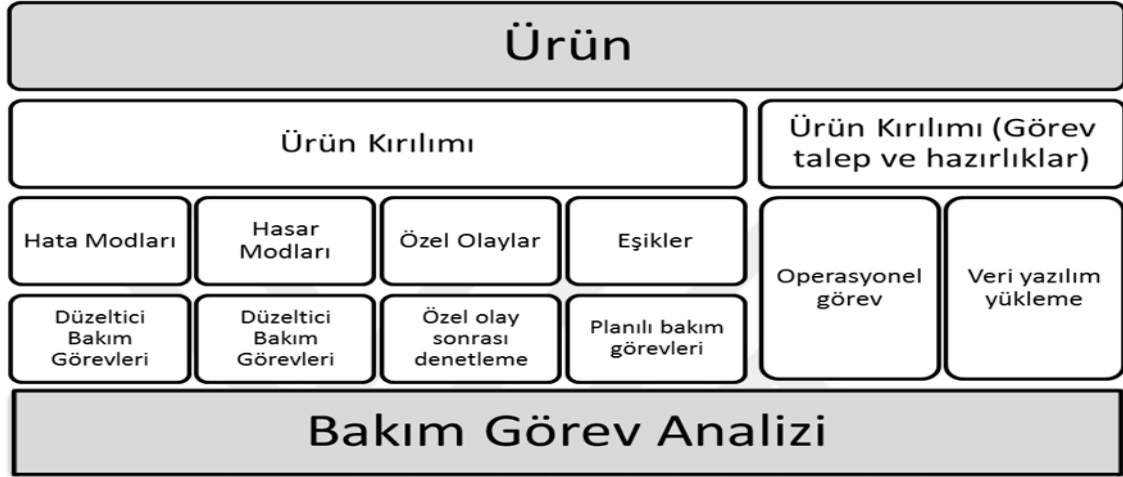 Ürün
Ürün Kırılımı
Ürün Kırılımı (Görev
talep ve hazırlıklar)
Hata Modları
Hasar
Modları
Özel Olaylar
Eşikler
Operasyonel
görev
Veri yazılım
yükleme
Düzeltici
Bakım
Görevleri
Düzeltici
Bakım
Görevleri
Özel olay
sonrası
denetleme
Planılı bakım
görevleri
Bakım Görev Analizi